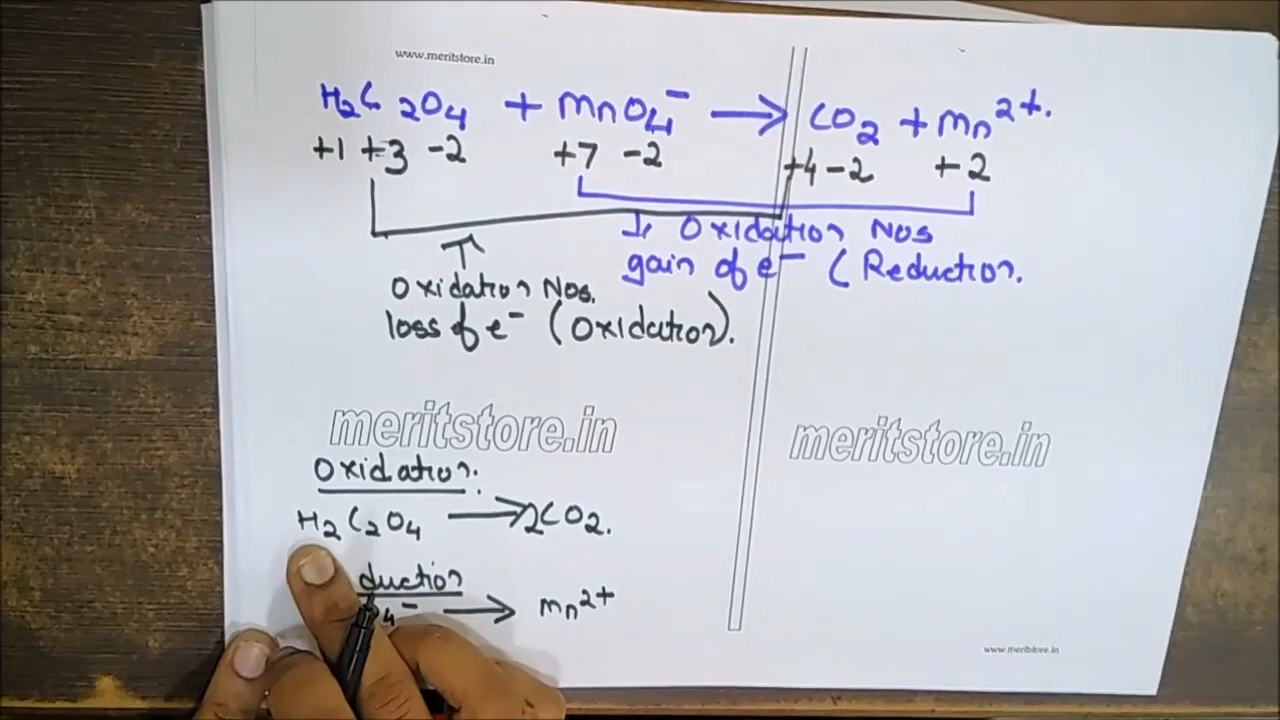 www.meritstore.in
H2C2O4 + MnO4− → CO2 + Mn2+.
+1 +3 -2 +7 -2 +4 -2 +2
Oxidation Nos
gain of e− (Reduction.
Oxidation Nos.
loss of e− (Oxidation).
meritstore.in meritstore.in
Oxidation.
H2C2O4 → 2CO2.
duction
4− → Mn2+
www.meritstore.in